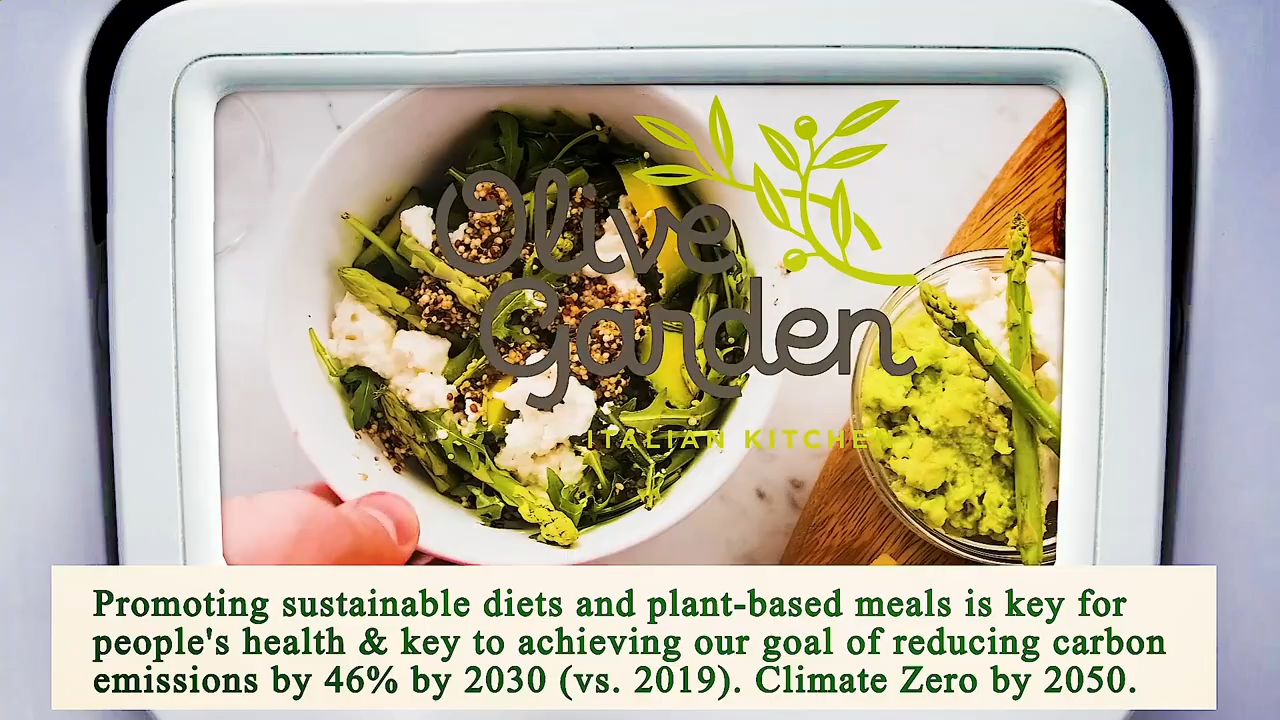 Olive
Garden
ITALIAN KITCHEN
Promoting sustainable diets and plant-based meals is key for
people's health & key to achieving our goal of reducing carbon
emissions by 46% by 2030 (vs. 2019). Climate Zero by 2050.